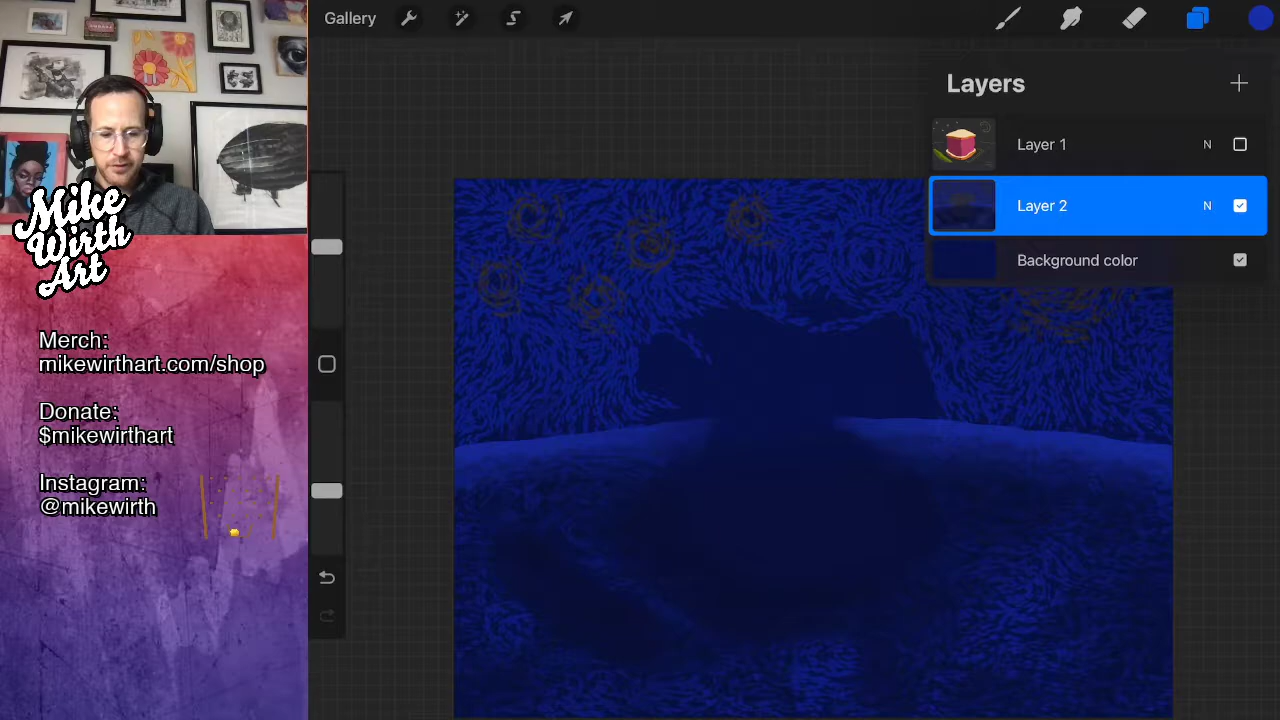 Gallery
Layers
Layer 1 N
Layer 2 N
Background color
Mike
Wirth
Art
Merch:
mikewirthart.com/shop
Donate:
$mikewirthart
Instagram:
@mikewirth